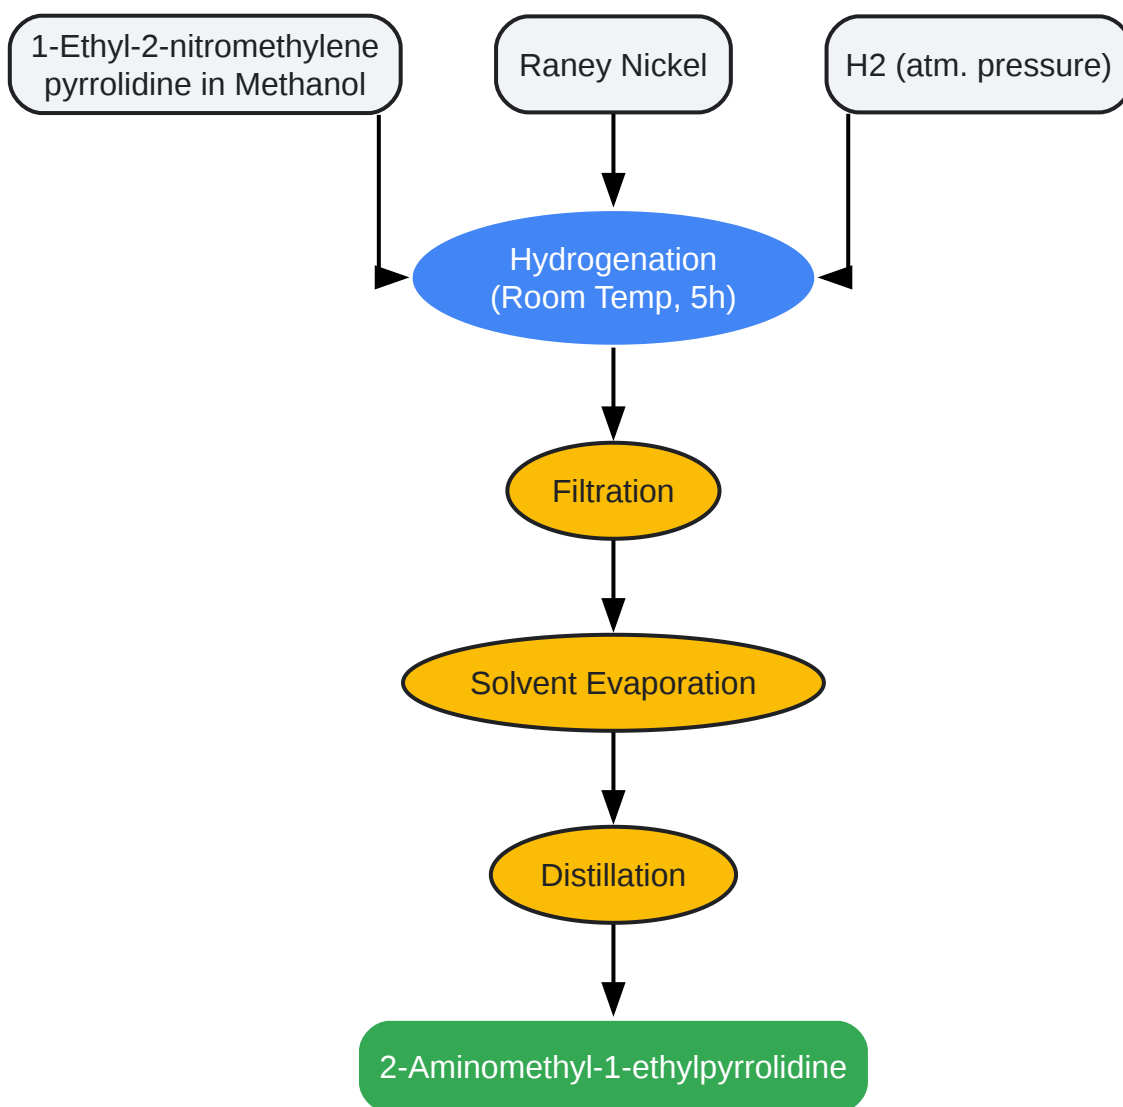 1-Ethyl-2-nitromethylene
pyrrolidine in Methanol
Raney Nickel
H2 (atm. pressure)
Hydrogenation
(Room Temp, 5h)
Filtration
Solvent Evaporation
Distillation
2-Aminomethyl-1-ethylpyrrolidine